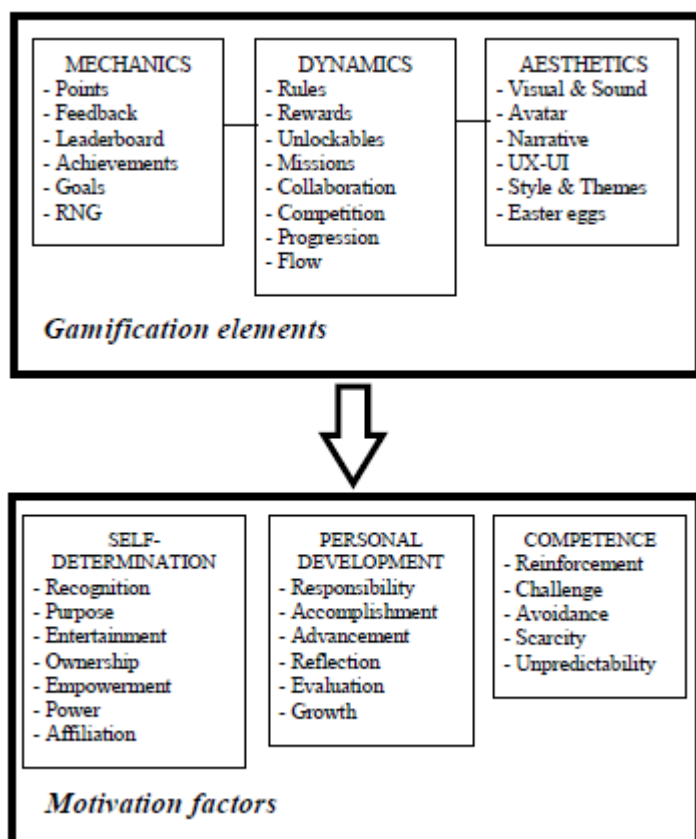 MECHANICS
- Points
- Feedback
- Leaderboard
- Achievements
- Goals
- RNG
DYNAMICS
- Rules
- Rewards
- Unlockables
- Missions
- Collaboration
- Competition
- Progression
- Flow
AESTHETICS
- Visual & Sound
- Avatar
- Narrative
- UX-UI
- Style & Themes
- Easter eggs
Gamification elements
SELF-
DETERMINATION
- Recognition
- Purpose
- Entertainment
- Ownership
- Empowerment
- Power
- Affiliation
PERSONAL
DEVELOPMENT
- Responsibility
- Accomplishment
- Advancement
- Reflection
- Evaluation
- Growth
COMPETENCE
- Reinforcement
- Challenge
- Avoidance
- Scarcity
- Unpredictability
Motivation factors